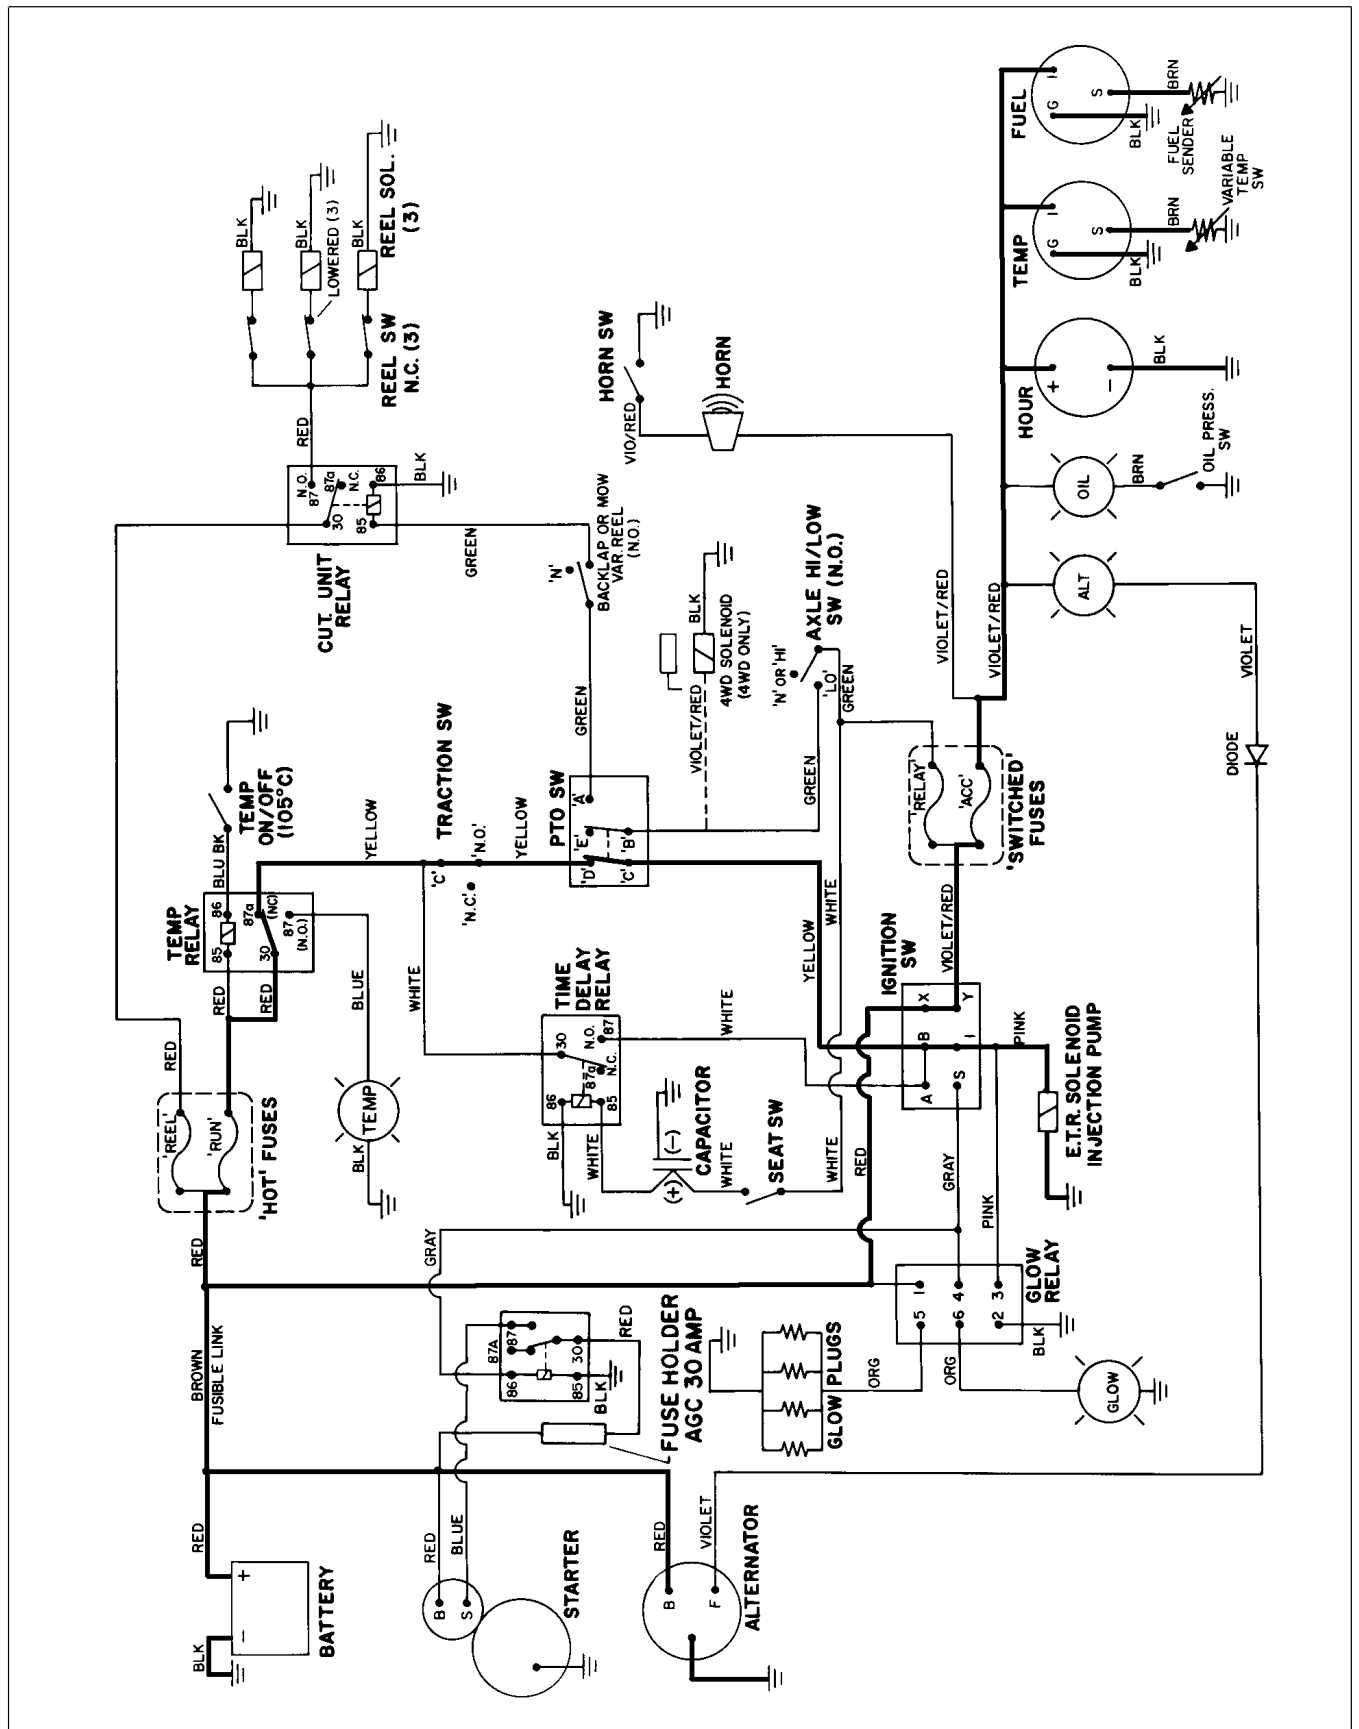 BLK
BLK
BLK
LOWERED (3)
REEL SOL.
(3)
REEL SW
N.C. (3)
RED
N.O.
87
87a
N.C.
86
30
85
BLK
CUT. UNIT
RELAY
GREEN
'N'
BACKLAP OR MOW
VAR. REEL
(N.O.)
GREEN
HORN SW
VIO/RED
HORN
FUEL
I
G
S
BLK
BRN
FUEL
SENDER
TEMP
I
G
S
BLK
BRN
VARIABLE
TEMP
SW
HOUR
+
-
BLK
OIL
BRN
OIL PRESS.
SW
ALT
VIOLET
DIODE
VIOLET/RED
VIOLET/RED
BLK
4WD SOLENOID
(4WD ONLY)
VIOLET/RED
AXLE HI/LOW
SW (N.O.)
'N' OR 'HI'
'LO'
GREEN
GREEN
'RELAY'
'ACC'
'SWITCHED'
FUSES
TEMP
ON/OFF
(105°C)
BLU BK
TEMP
RELAY
86
85
87a
(NC)
30
87
(N.O.)
RED
RED
YELLOW
TRACTION SW
'C'
'N.O.'
'N.C.'
YELLOW
PTO SW
'A'
'E'
'B'
'D'
'C'
WHITE
YELLOW
WHITE
BLUE
RED
'REEL'
'RUN'
'HOT' FUSES
TEMP
BLK
TIME
DELAY
RELAY
30
N.O.
87
87a
N.C.
86
85
BLK
WHITE
WHITE
(-)
(+)
CAPACITOR
WHITE
SEAT SW
WHITE
IGNITION
SW
VIOLET/RED
X
Y
B
I
A
S
PINK
RED
GRAY
PINK
E.T.R. SOLENOID
INJECTION PUMP
RED
GRAY
BROWN
FUSIBLE LINK
87A
87
86
30
85
BLK
RED
FUSE HOLDER
AGC 30 AMP
GLOW PLUGS
ORG
ORG
1
4
3
5
6
2
GLOW
RELAY
BLK
GLOW
RED
+
-
BLK
BATTERY
RED
BLUE
B
S
STARTER
RED
VIOLET
B
F
ALTERNATOR